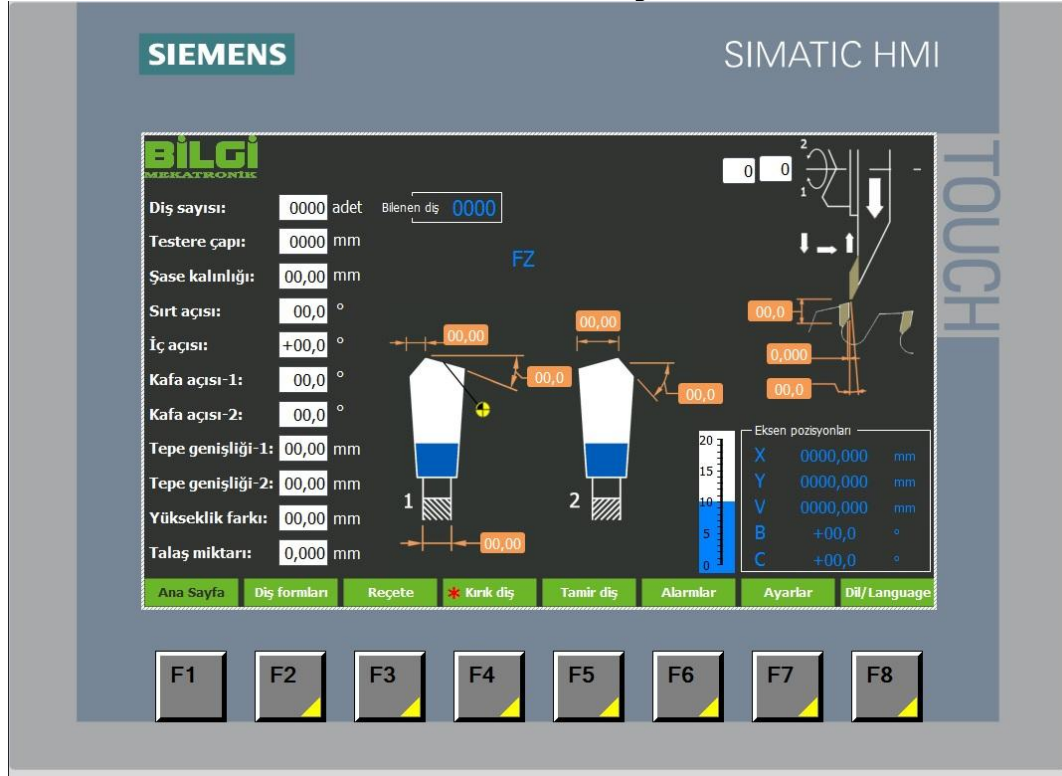 SIEMENS
SIMATIC HMI
TOUCH
BİLGİ
MEKATRONİK
0 0
2
1
Diş sayısı: 0000 adet
Bilenen diş 0000
Testere çapı: 0000 mm
FZ
Şase kalınlığı: 00,00 mm
Sırt açısı: 00,0 °
İç açısı: +00,0 °
Kafa açısı-1: 00,0 °
Kafa açısı-2: 00,0 °
Tepe genişliği-1: 00,00 mm
Tepe genişliği-2: 00,00 mm
Yükseklik farkı: 00,00 mm
Talaş miktarı: 0,000 mm
00,00
00,0
1
00,00
00,00
00,0
2
00,0
0,000
00,0
20
15
10
5
0
Eksen pozisyonları
X 0000,000 mm
Y 0000,000 mm
V 0000,000 mm
B +00,0 °
C +00,0 °
Ana Sayfa Diş formları Reçete * Kırık diş Tamir diş Alarmlar Ayarlar Dil/Language
F1 F2 F3 F4 F5 F6 F7 F8